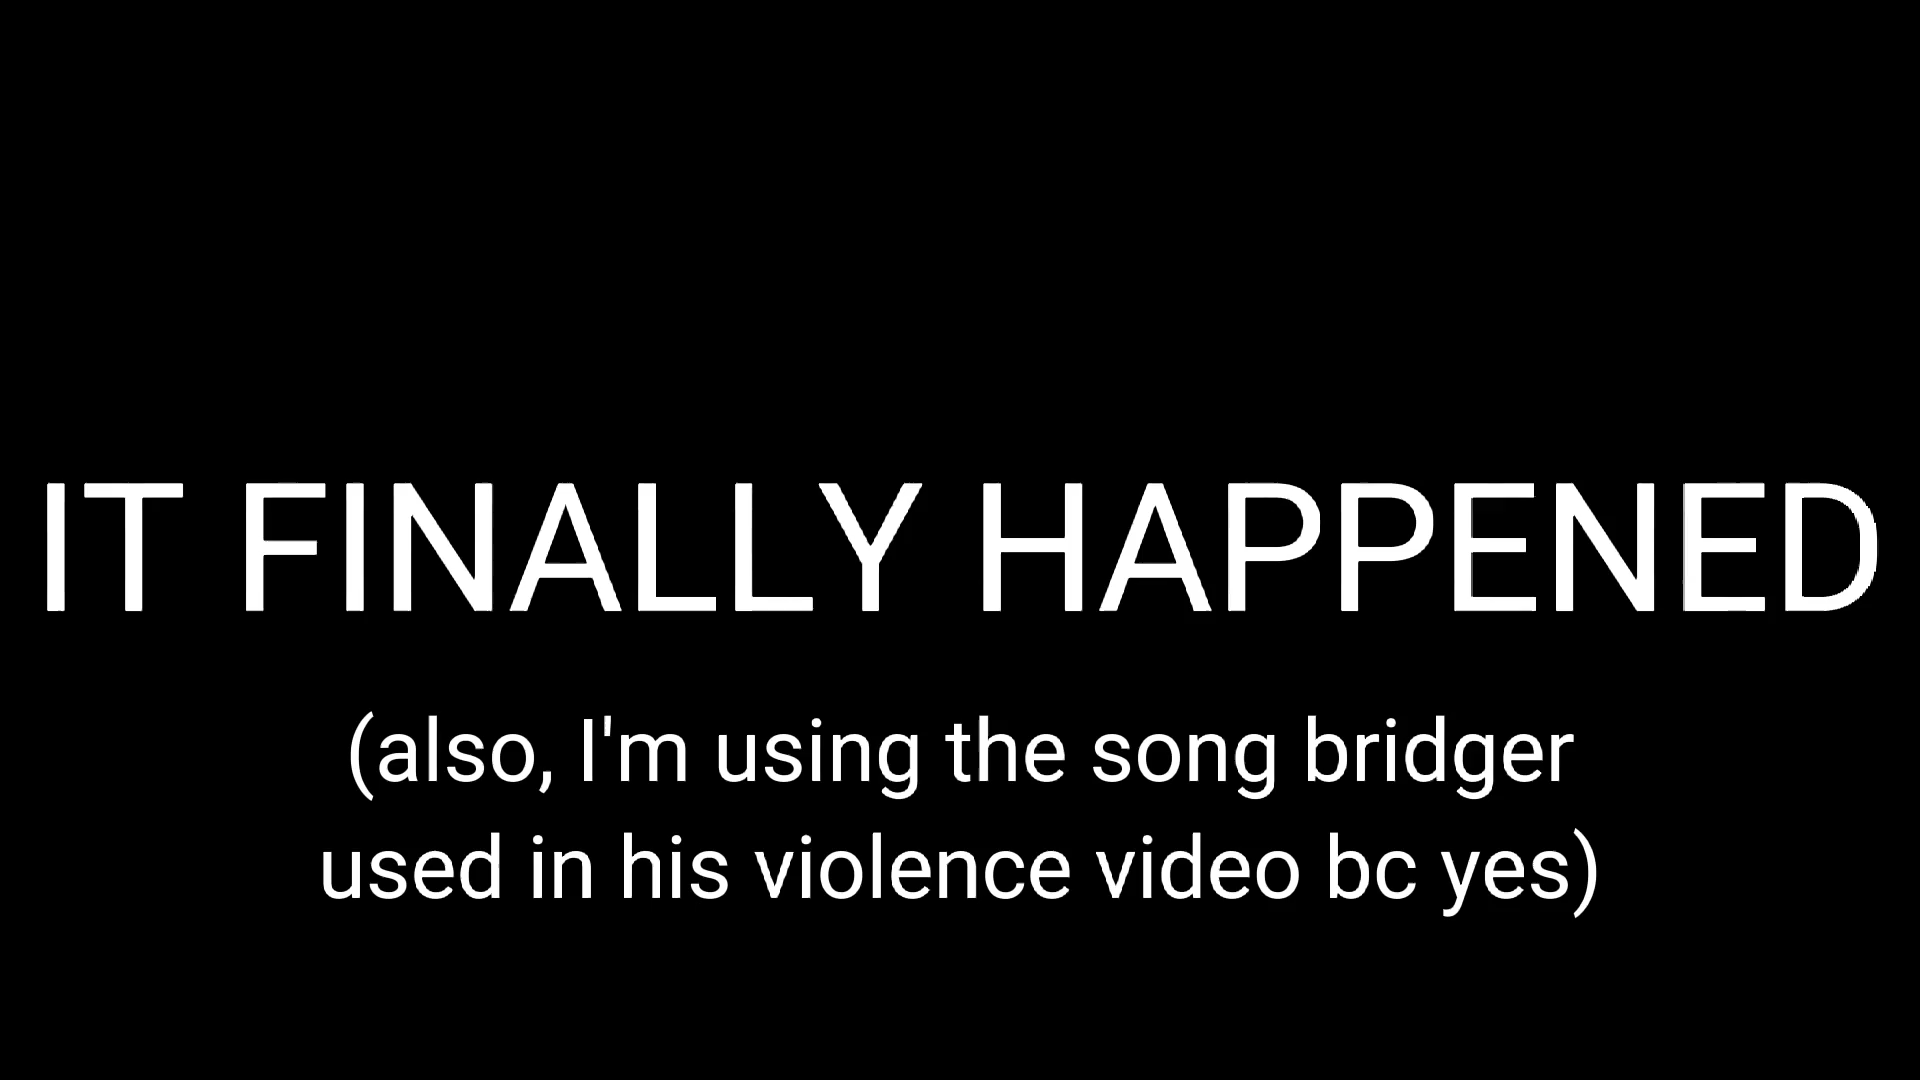 IT FINALLY HAPPENED
(also, I'm using the song bridger
used in his violence video bc yes)